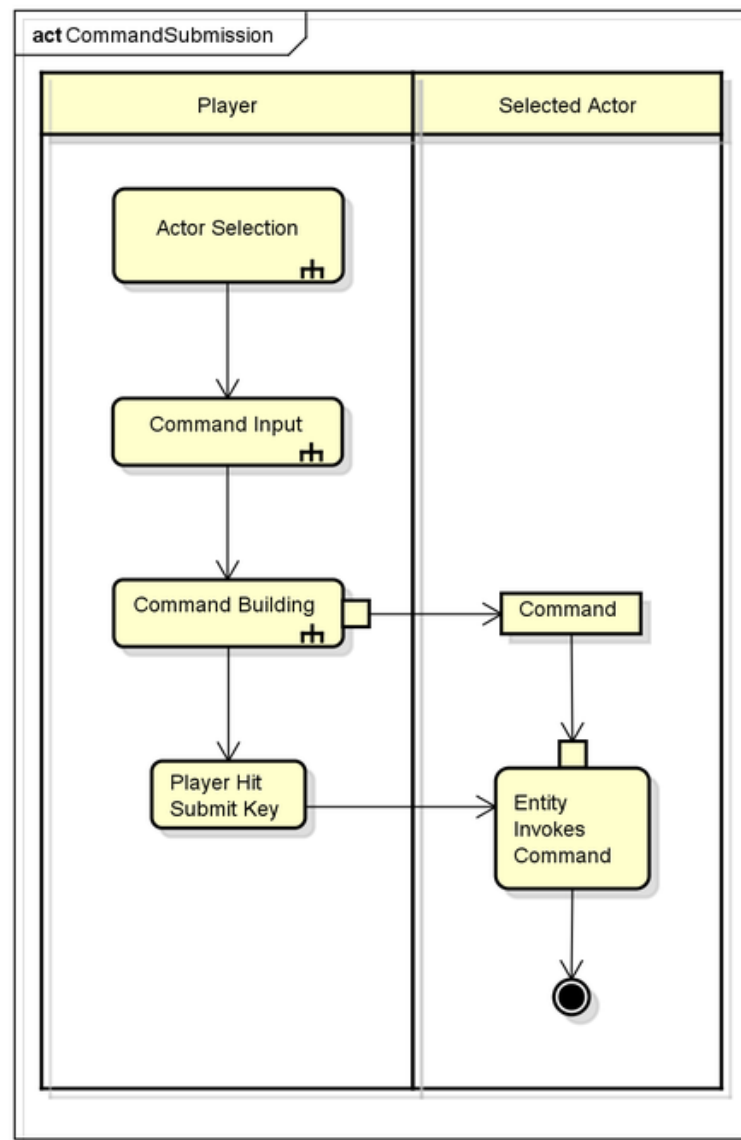 act CommandSubmission
Player
Selected Actor
Actor Selection
Command Input
Command Building
Command
Player Hit
Submit Key
Entity
Invokes
Command